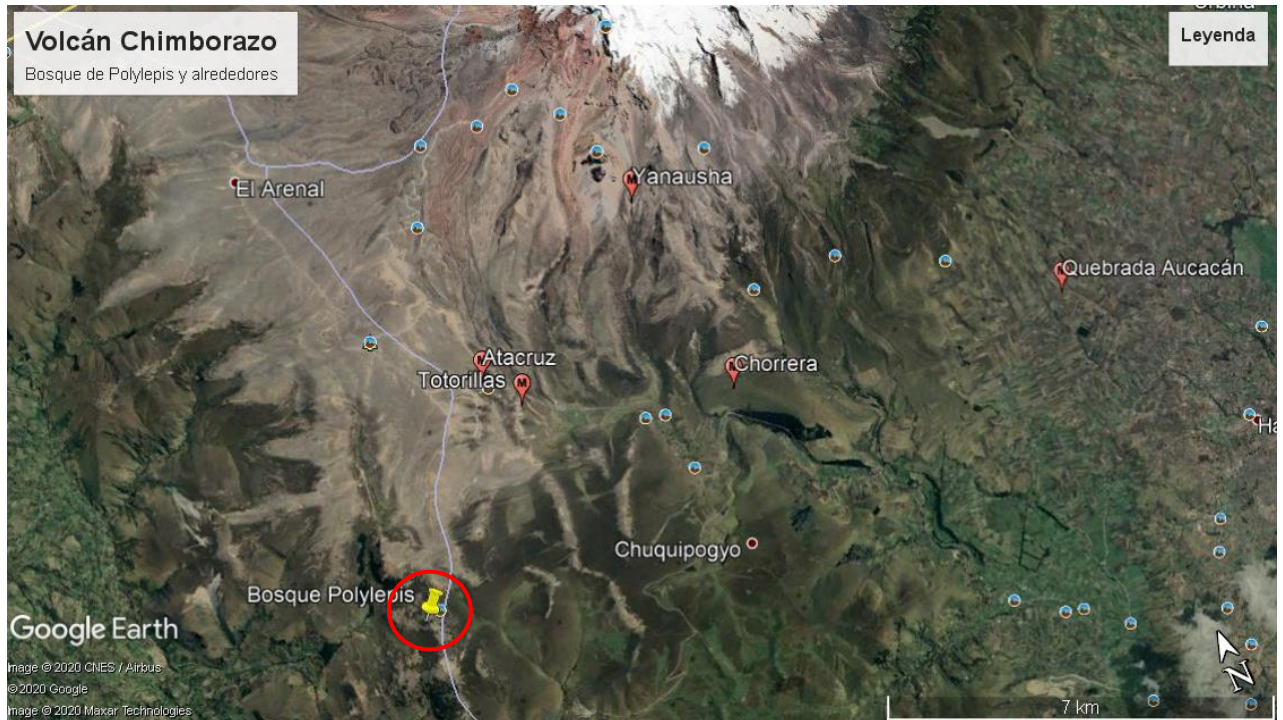 Volcán Chimborazo
Bosque de Polylepis y alrededores
Leyenda
Yanausha
El Arenal
Quebrada Aucacán
Atacruz
Chorrera
Totorillas
M
Chuquipogyo
Bosque Polylepis
Google Earth
Image © 2020 CNES / Airbus
© 2020 Google
Image © 2020 Maxar Technologies
N
7 km